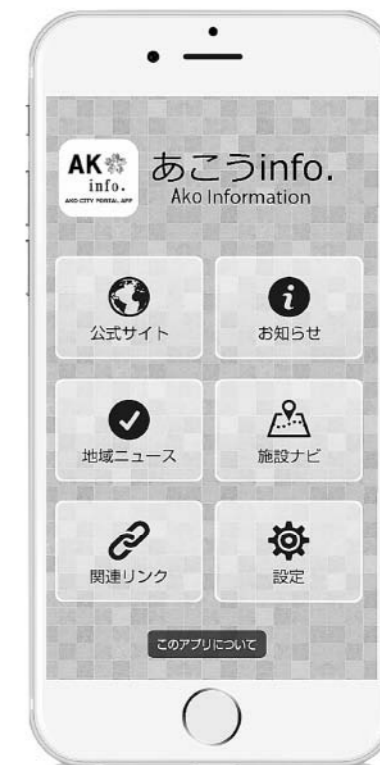 AK
info.
AKO CITY PORTAL APP
あこうinfo.
Ako Information
公式サイト
お知らせ
地域ニュース
施設ナビ
関連リンク
設定
このアプリについて